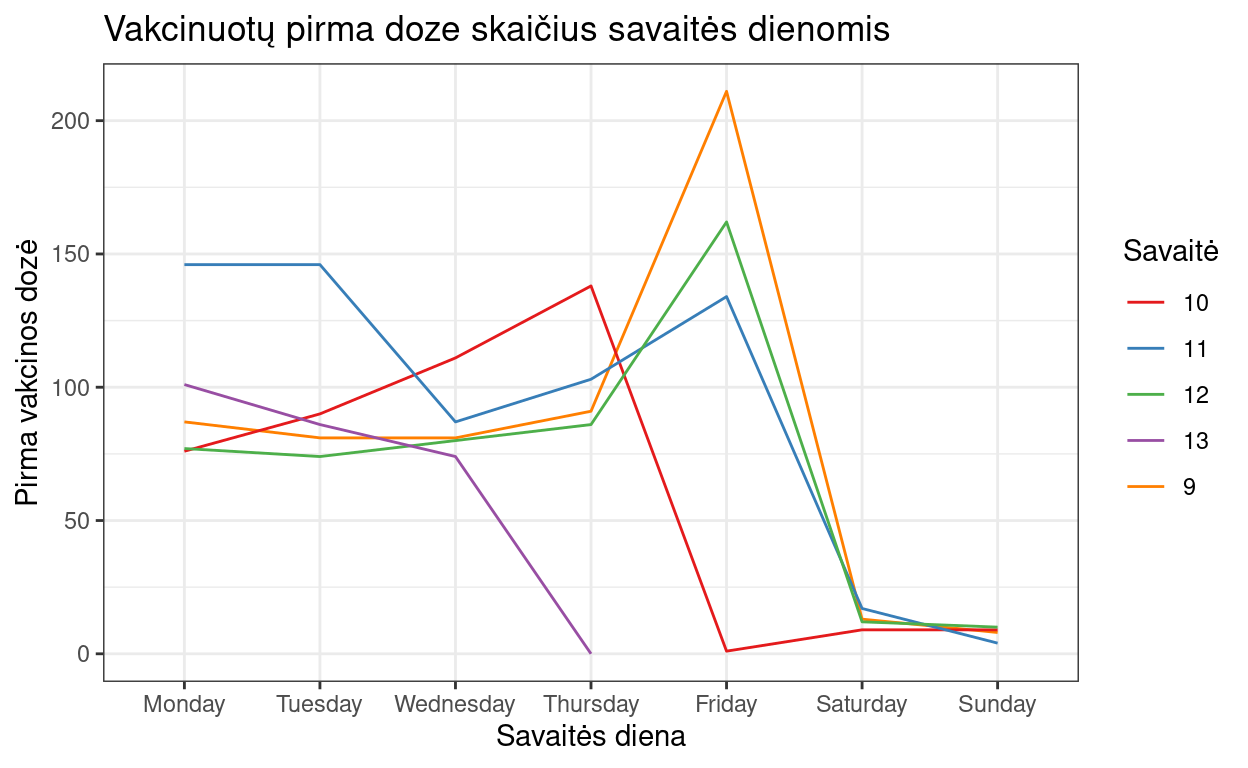 Vakcinuotų pirma doze skaičius savaitės dienomis
Pirma vakcinos dozė
200
150
100
50
0
Monday Tuesday Wednesday Thursday Friday Saturday Sunday
Savaitės diena
Savaitė
10
11
12
13
9